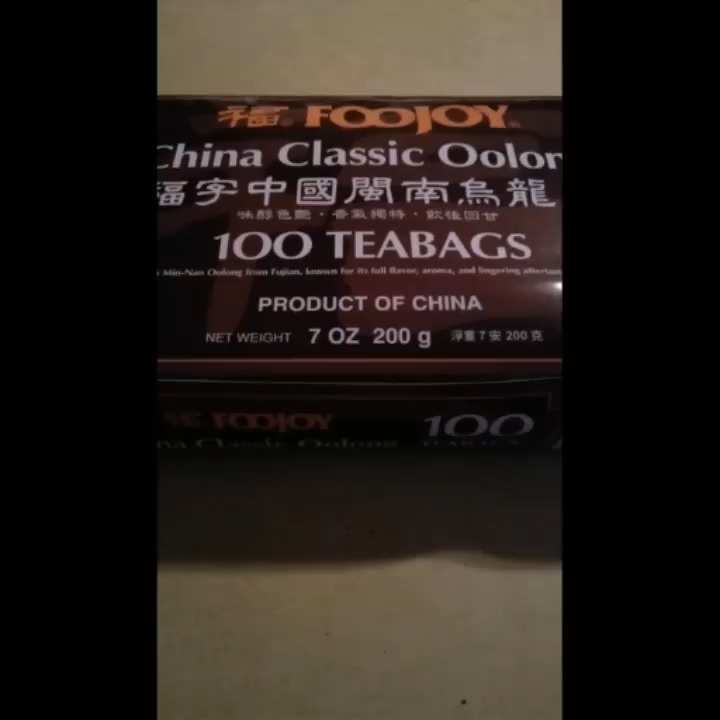 福® FOOJOY®
China Classic Oolon
福字中國閩南烏龍
味醇色艷・香氣獨特・飲後回甘
100 TEABAGS
Min-Nan Oolong from Fujian, known for its full flavor, aroma, and lingering aftertas
PRODUCT OF CHINA
NET WEIGHT 7 OZ 200 g 淨重 7 安 200 克
FOOJOY 100
na Classic Oolong TEABAGS